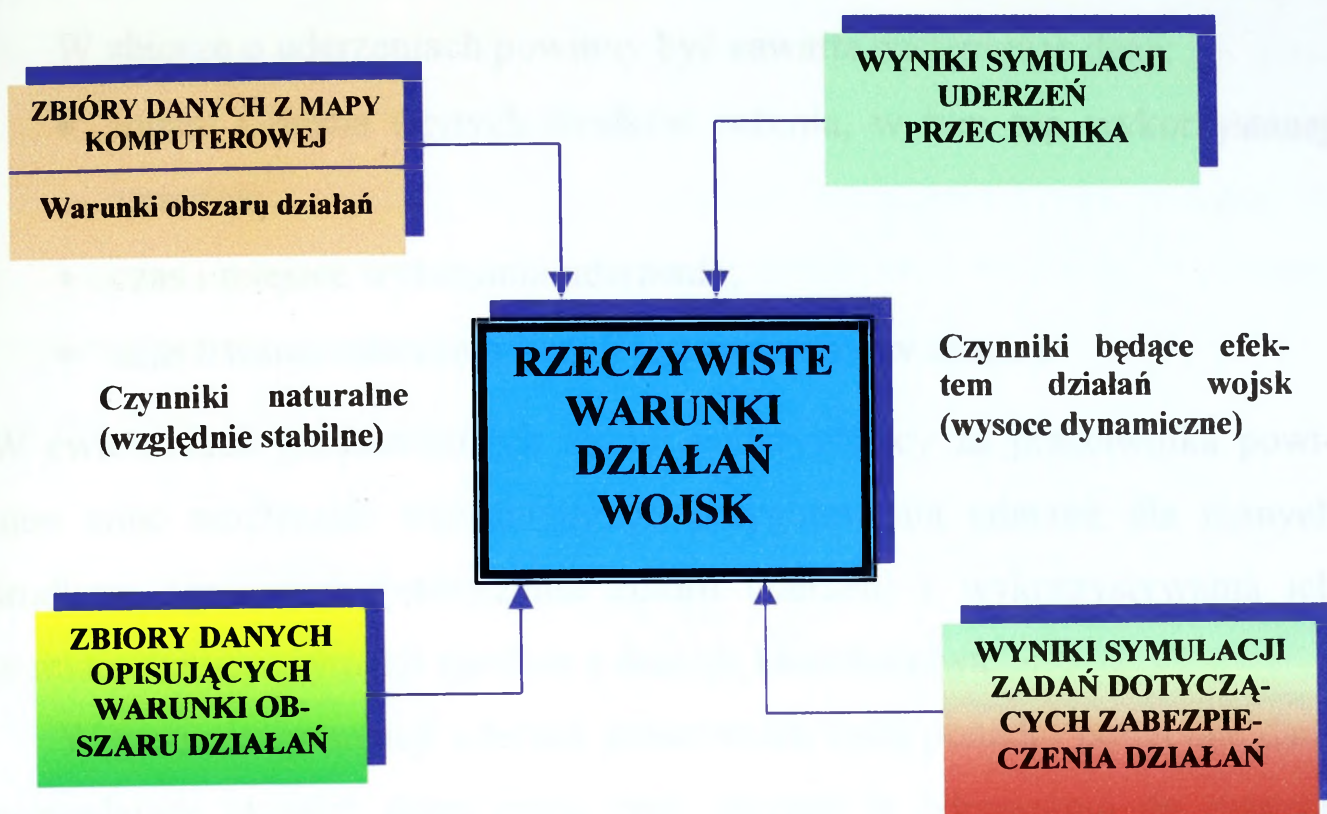 ZBIÓRY DANYCH Z MAPY
KOMPUTEROWEJ
Warunki obszaru działań
WYNIKI SYMULACJI
UDERZEŃ
PRZECIWNIKA
Czynniki naturalne
(względnie stabilne)
RZECZYWISTE
WARUNKI
DZIAŁAŃ
WOJSK
Czynniki będące efek-
tem działań wojsk
(wysoce dynamiczne)
ZBIORY DANYCH
OPISUJĄCYCH
WARUNKI OB-
SZARU DZIAŁAŃ
WYNIKI SYMULACJI
ZADAŃ DOTYCZĄ-
CYCH ZABEZPIE-
CZENIA DZIAŁAŃ